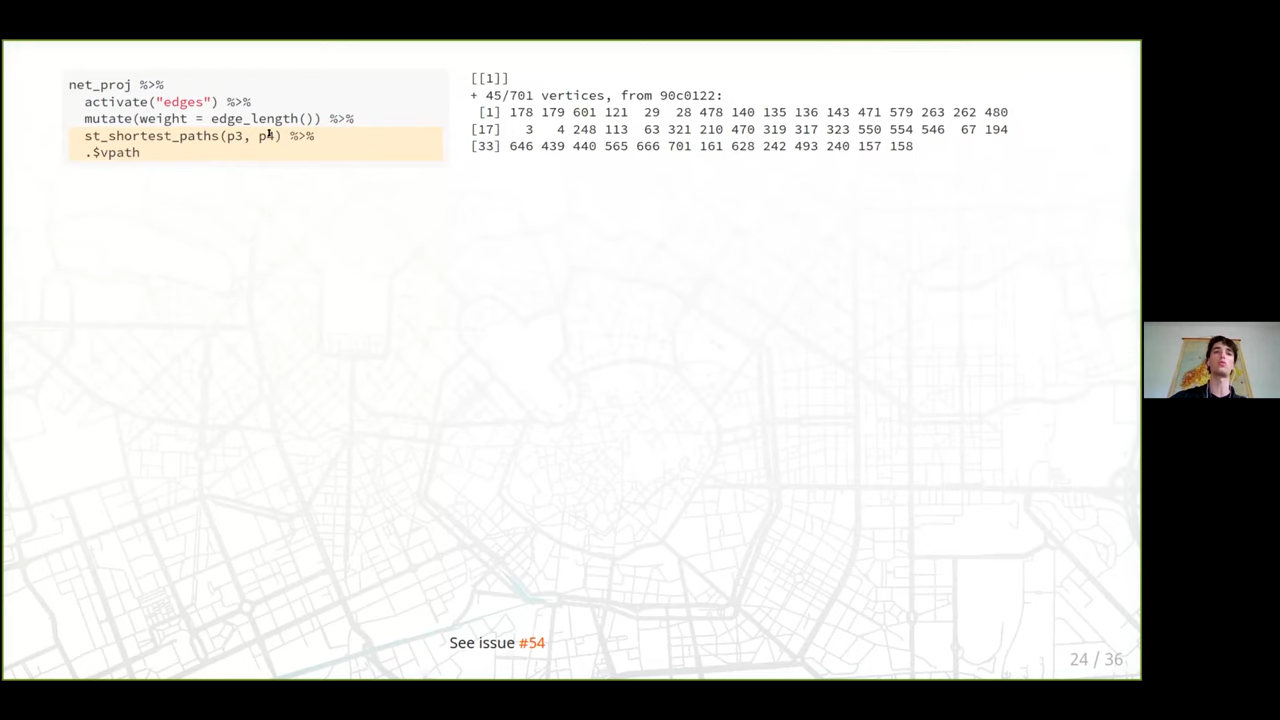 net_proj %>%
activate("edges") %>%
mutate(weight = edge_length()) %>%
st_shortest_paths(p3, p4) %>%
.$vpath
[[1]]
+ 45/701 vertices, from 90c0122:
[1] 178 179 601 121 29 28 478 140 135 136 143 471 579 263 262 480
[17] 3 4 248 113 63 321 210 470 319 317 323 550 554 546 67 194
[33] 646 439 440 565 666 701 161 628 242 493 240 157 158
See issue #54
24 / 36